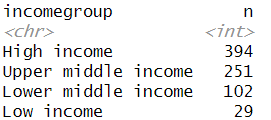 incomegroup n
<chr> <int>
High income 394
Upper middle income 251
Lower middle income 102
Low income 29